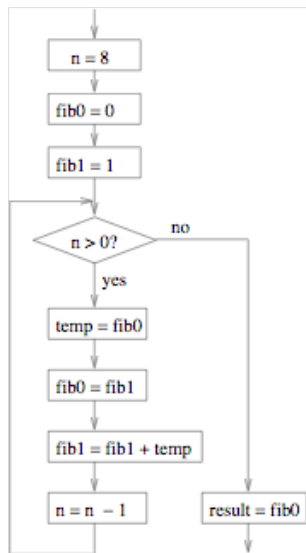 n = 8
fib0 = 0
fib1 = 1
n > 0?
no
yes
temp = fib0
fib0 = fib1
fib1 = fib1 + temp
n = n - 1
result = fib0